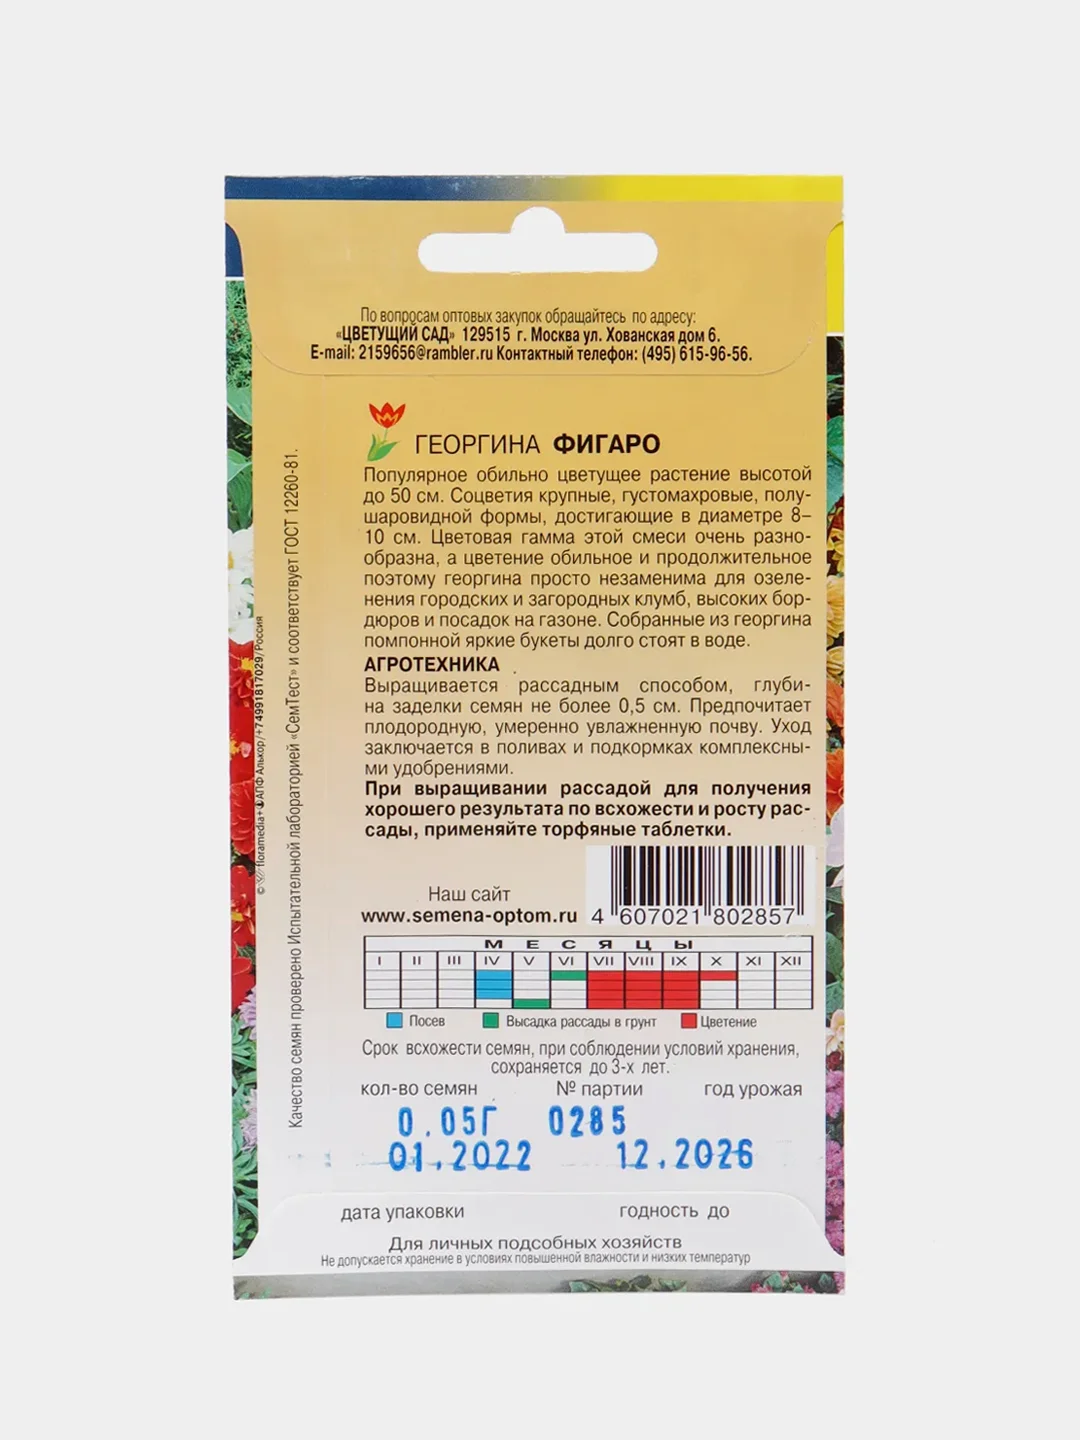 По вопросам оптовых закупок обращайтесь по адресу:
«ЦВЕТУЩИЙ САД» 129515 г. Москва ул. Хованская дом 6.
E-mail: 2159656@rambler.ru Контактный телефон: (495) 615-96-56.
ГЕОРГИНА ФИГАРО
Популярное обильно цветущее растение высотой
до 50 см. Соцветия крупные, густомахровые, полу-
шаровидной формы, достигающие в диаметре 8–
10 см. Цветовая гамма этой смеси очень разно-
образна, а цветение обильное и продолжительное
поэтому георгина просто незаменима для озеле-
нения городских и загородных клумб, высоких бор-
дюров и посадок на газоне. Собранные из георгина
помпонной яркие букеты долго стоят в воде.
АГРОТЕХНИКА
Выращивается рассадным способом, глуби-
на заделки семян не более 0,5 см. Предпочитает
плодородную, умеренно увлажненную почву. Уход
заключается в поливах и подкормках комплексны-
ми удобрениями.
При выращивании рассадой для получения
хорошего результата по всхожести и росту рас-
сады, применяйте торфяные таблетки.
Наш сайт
www.semena-optom.ru
4 607021 802857
МЕСЯЦЫ
I II III IV V VI VII VIII IX X XI XII
Посев Высадка рассады в грунт Цветение
Срок всхожести семян, при соблюдении условий хранения,
сохраняется до 3-х лет.
кол-во семян № партии год урожая
0.05Г 0285
01.2022 12.2026
дата упаковки годность до
Для личных подсобных хозяйств
Не допускается хранение в условиях повышенной влажности и низких температур
Качество семян проверено Испытательной лабораторией «СемТест» и соответствует ГОСТ 12260-81.
© floramedia+АПФ Алькор/+74991817029/Россия